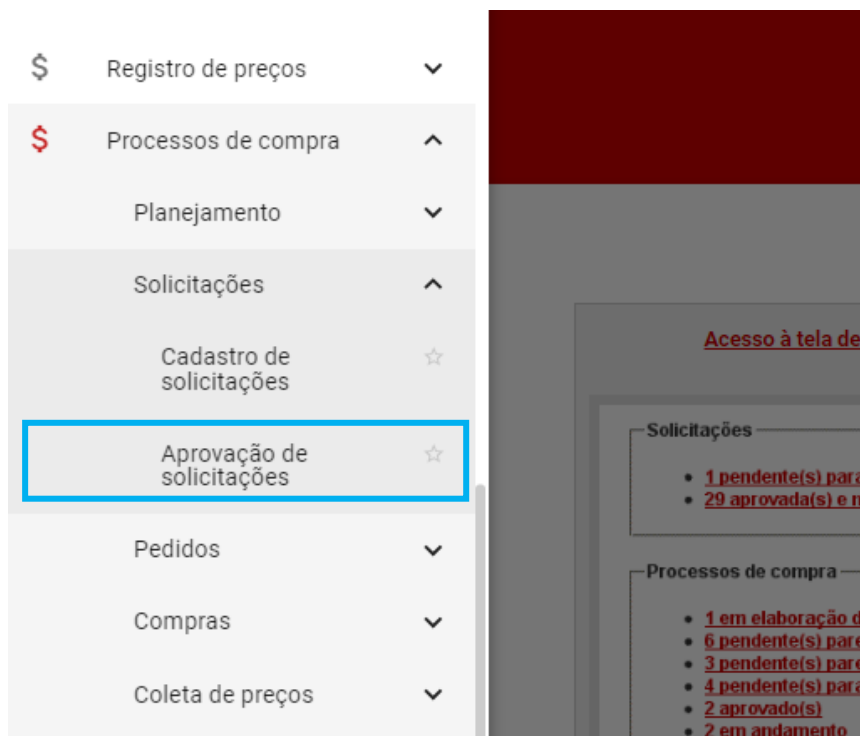 $ Registro de preços
$ Processos de compra
Planejamento
Solicitações
Cadastro de
solicitações
Aprovação de
solicitações
Pedidos
Compras
Coleta de preços
Acesso à tela de
Solicitações
1 pendente(s) para
29 aprovada(s) e
Processos de compra
1 em elaboração
6 pendente(s)
3 pendente(s)
4 pendente(s) para
2 aprovado(s)
2 em andamento